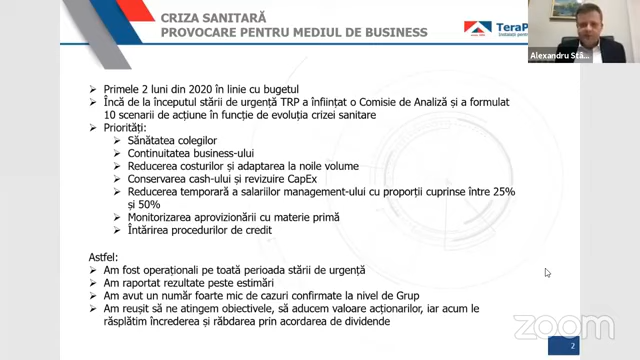 CRIZA SANITARĂ
PROVOCARE PENTRU MEDIUL DE BUSINESS
Primele 2 luni din 2020 în linie cu bugetul
Încă de la începutul stării de urgență TRP a înființat o Comisie de Analiză și a formulat
10 scenarii de acțiune în funcție de evoluția crizei sanitare
Priorități:
Sănătatea colegilor
Continuitatea business-ului
Reducerea costurilor și adaptarea la noile volume
Conservarea cash-ului și revizuire CapEx
Reducerea temporară a salariilor management-ului cu proporții cuprinse între 25%
și 50%
Monitorizarea aprovizionării cu materie primă
Întărirea procedurilor de credit
Astfel:
Am fost operaționali pe toată perioada stării de urgență
Am raportat rezultate peste estimări
Am avut un număr foarte mic de cazuri confirmate la nivel de Grup
Am reușit să ne atingem obiectivele, să aducem valoare acționarilor, iar acum le
răsplătim încrederea și răbdarea prin acordarea de dividende
TeraP
Instalații pentru
Alexandru Stâ...
zoom
2